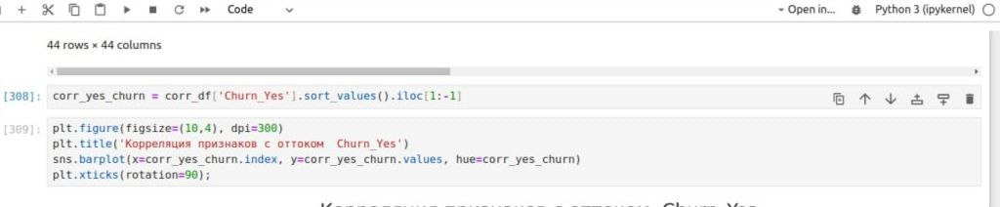 Code
Open in...
Python 3 (ipykernel)
44 rows × 44 columns
[308]: corr_yes_churn = corr_df['Churn_Yes'].sort_values().iloc[1:-1]
[309]: plt.figure(figsize=(10,4), dpi=300)
plt.title('Корреляция признаков с оттоком  Churn_Yes')
sns.barplot(x=corr_yes_churn.index, y=corr_yes_churn.values, hue=corr_yes_churn)
plt.xticks(rotation=90);
Корреляция признаков с оттоком  Churn_Yes